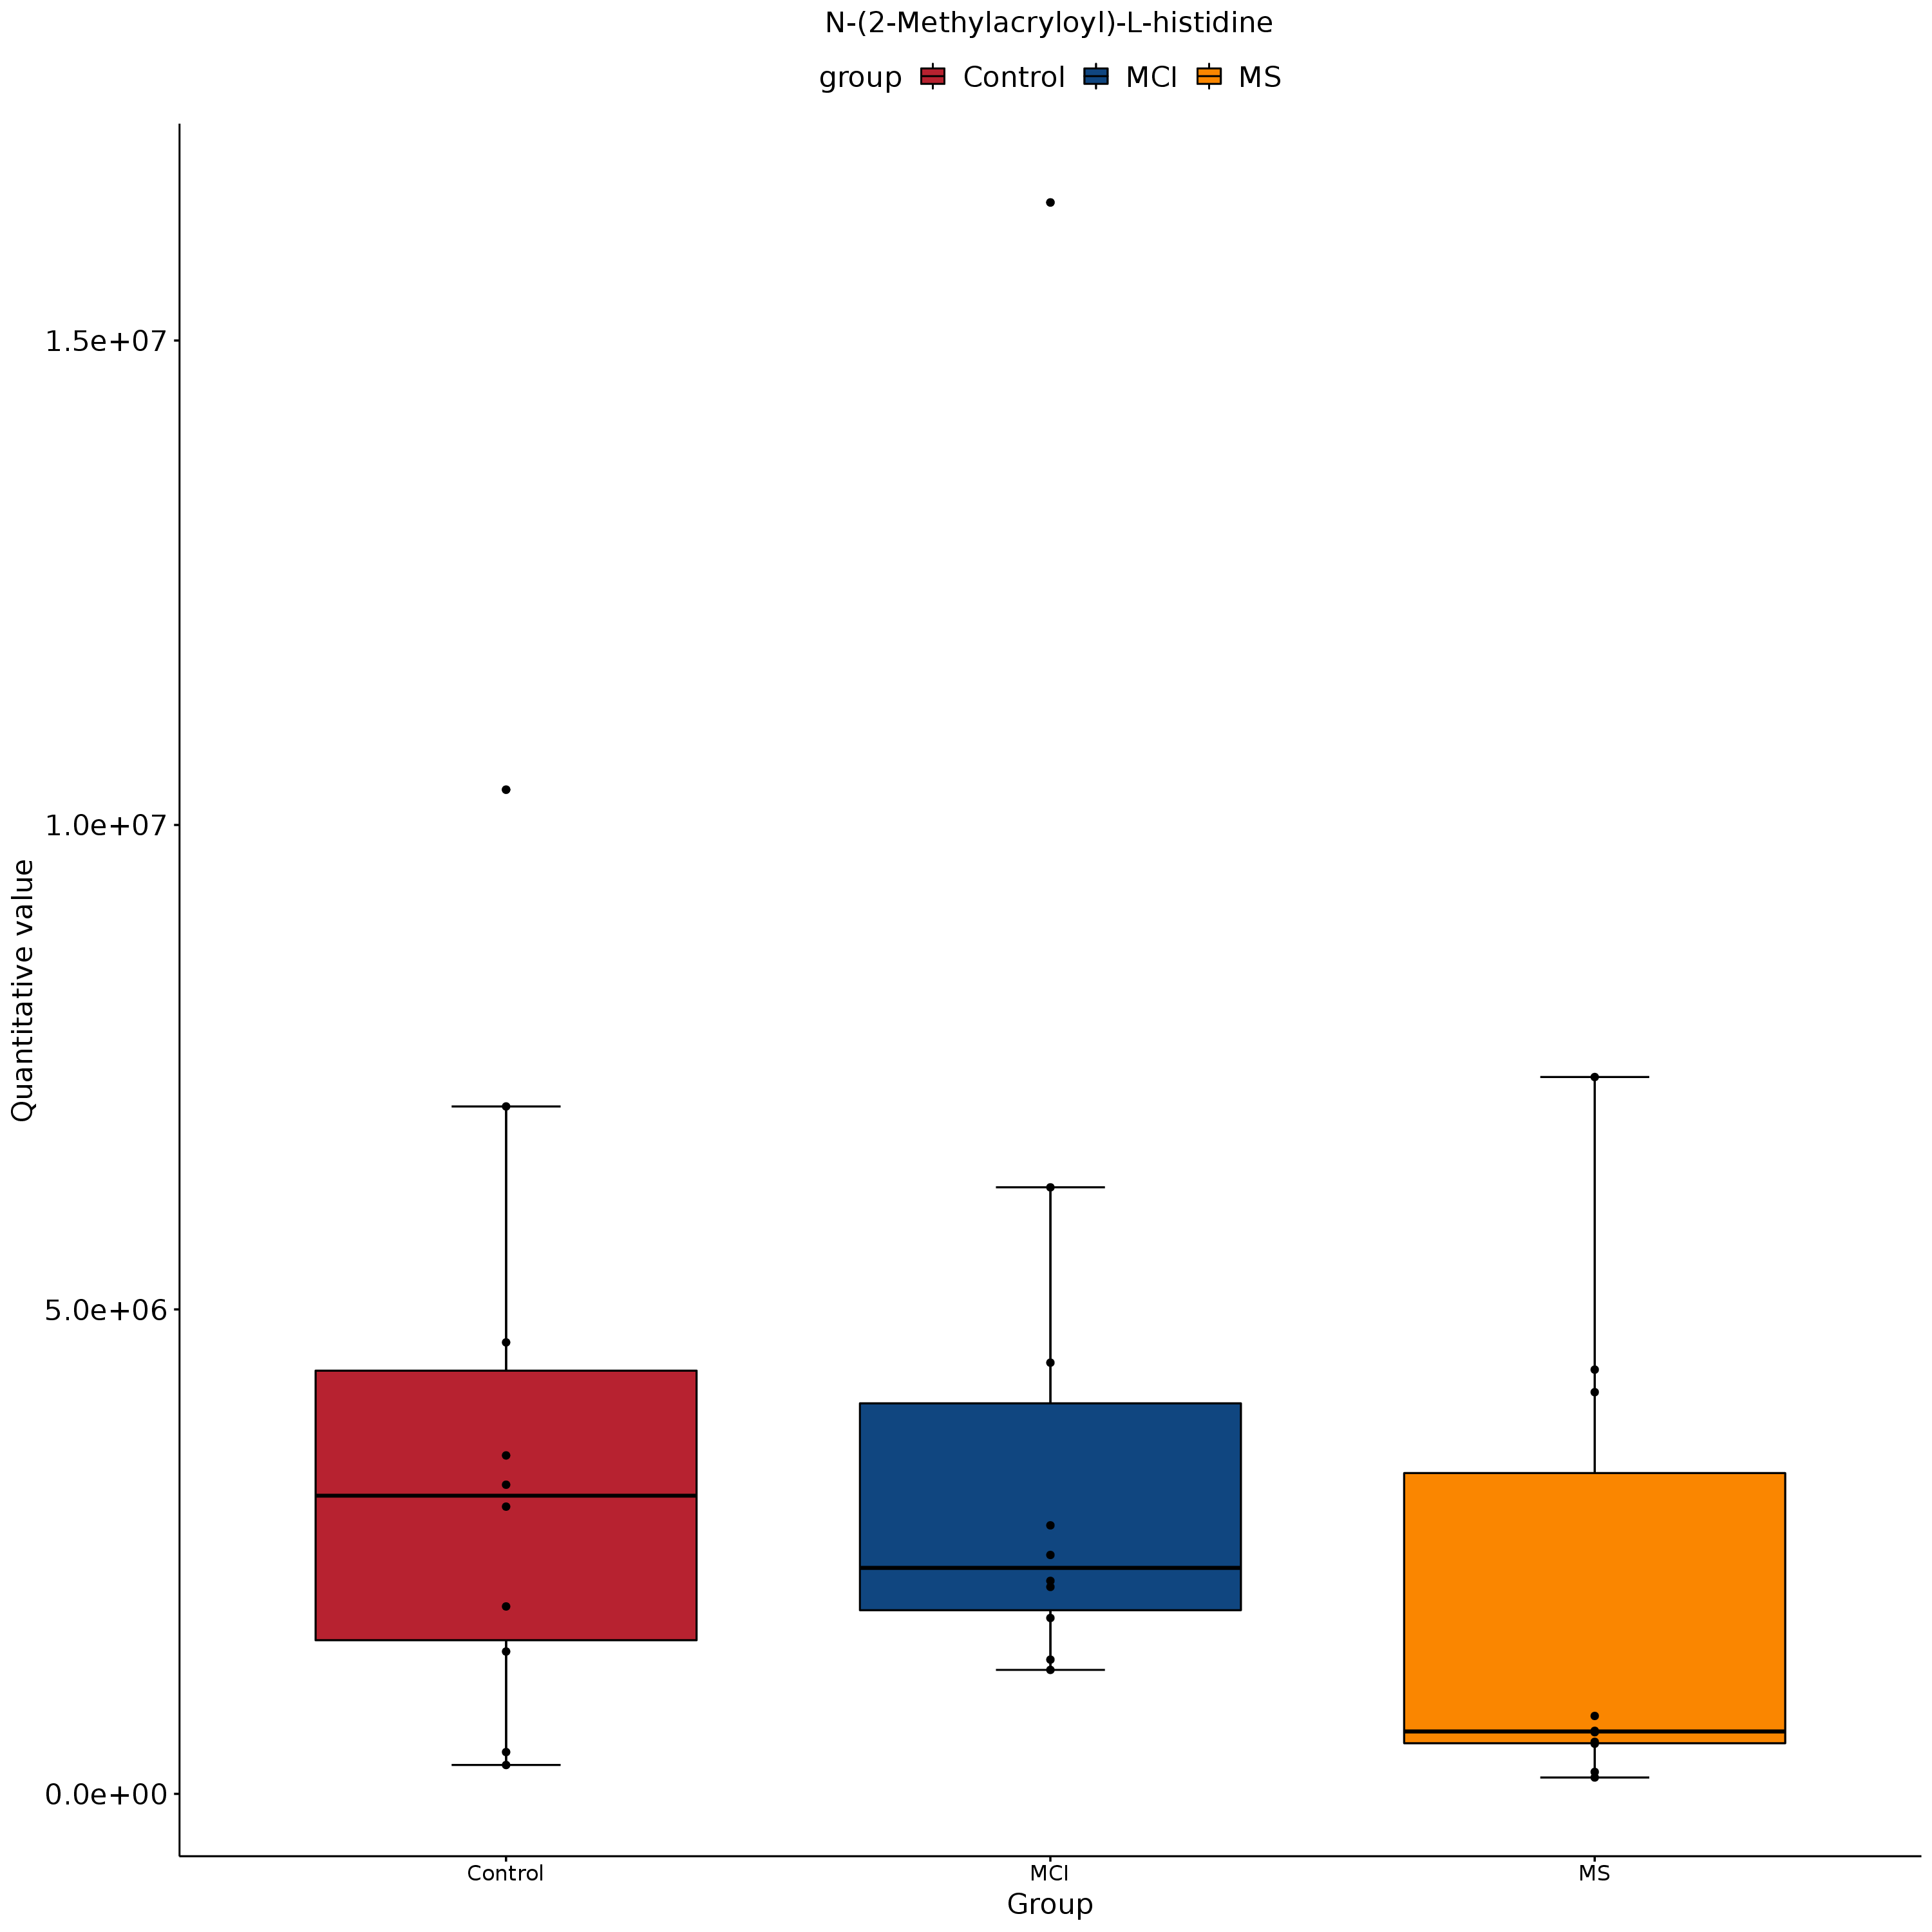 N-(2-Methylacryloyl)-L-histidine
group Control MCI MS
1.5e+07
1.0e+07
5.0e+06
0.0e+00
Quantitative value
Control MCI MS
Group